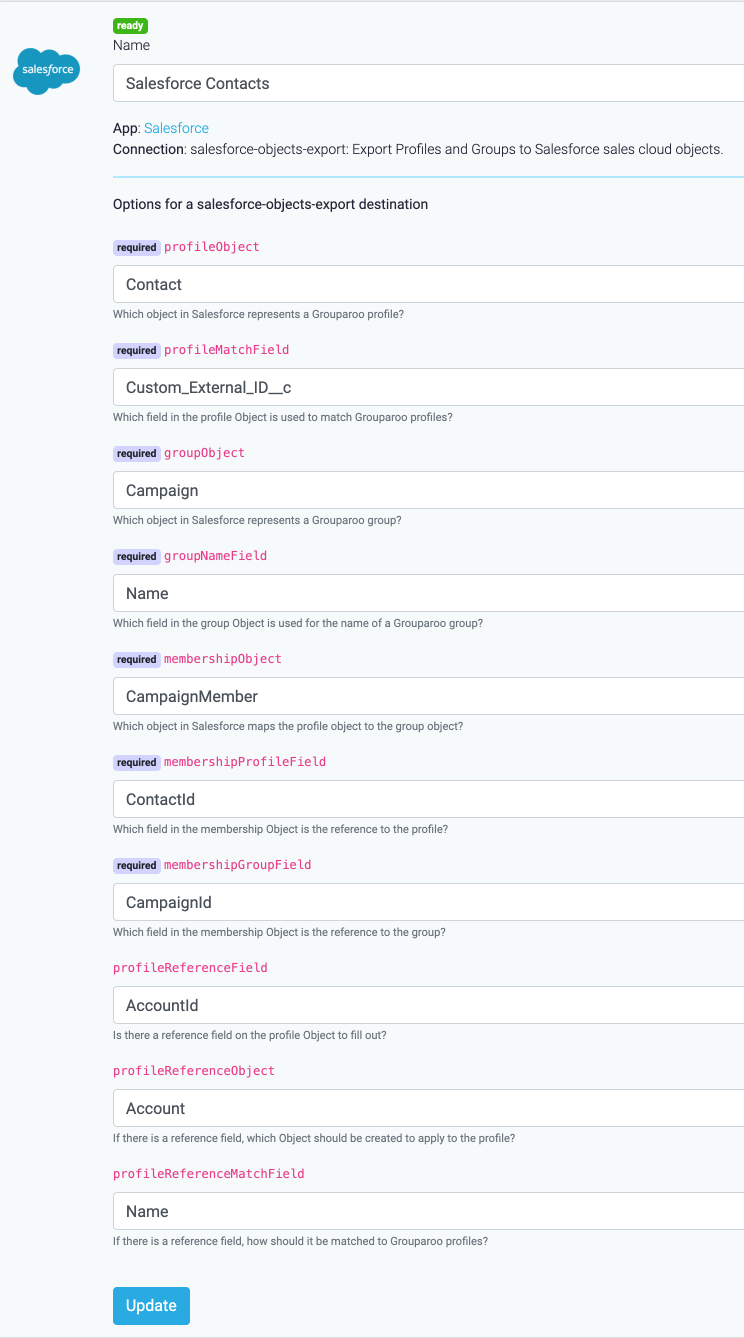 ready
Name
salesforce
Salesforce Contacts
App: Salesforce
Connection: salesforce-objects-export: Export Profiles and Groups to Salesforce sales cloud objects.
Options for a salesforce-objects-export destination
required profileObject
Contact
Which object in Salesforce represents a Grouparoo profile?
required profileMatchField
Custom_External_ID__c
Which field in the profile Object is used to match Grouparoo profiles?
required groupObject
Campaign
Which object in Salesforce represents a Grouparoo group?
required groupNameField
Name
Which field in the group Object is used for the name of a Grouparoo group?
required membershipObject
CampaignMember
Which object in Salesforce maps the profile object to the group object?
required membershipProfileField
ContactId
Which field in the membership Object is the reference to the profile?
required membershipGroupField
CampaignId
Which field in the membership Object is the reference to the group?
profileReferenceField
AccountId
Is there a reference field on the profile Object to fill out?
profileReferenceObject
Account
If there is a reference field, which Object should be created to apply to the profile?
profileReferenceMatchField
Name
If there is a reference field, how should it be matched to Grouparoo profiles?
Update